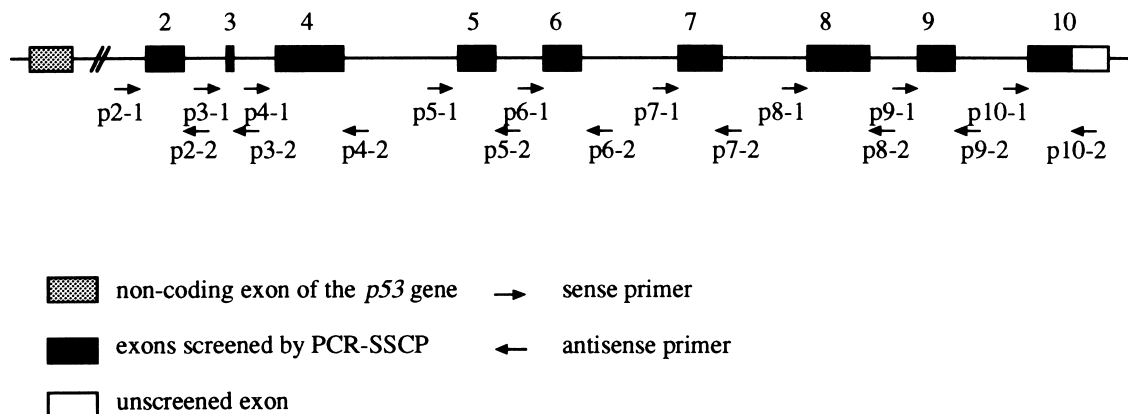 2 3 4 5 6 7 8 9 10
p2-1 p3-1 p4-1 p5-1 p6-1 p7-1 p8-1 p9-1 p10-1
p2-2 p3-2 p4-2 p5-2 p6-2 p7-2 p8-2 p9-2 p10-2
non-coding exon of the p53 gene sense primer
exons screened by PCR-SSCP antisense primer
unscreened exon